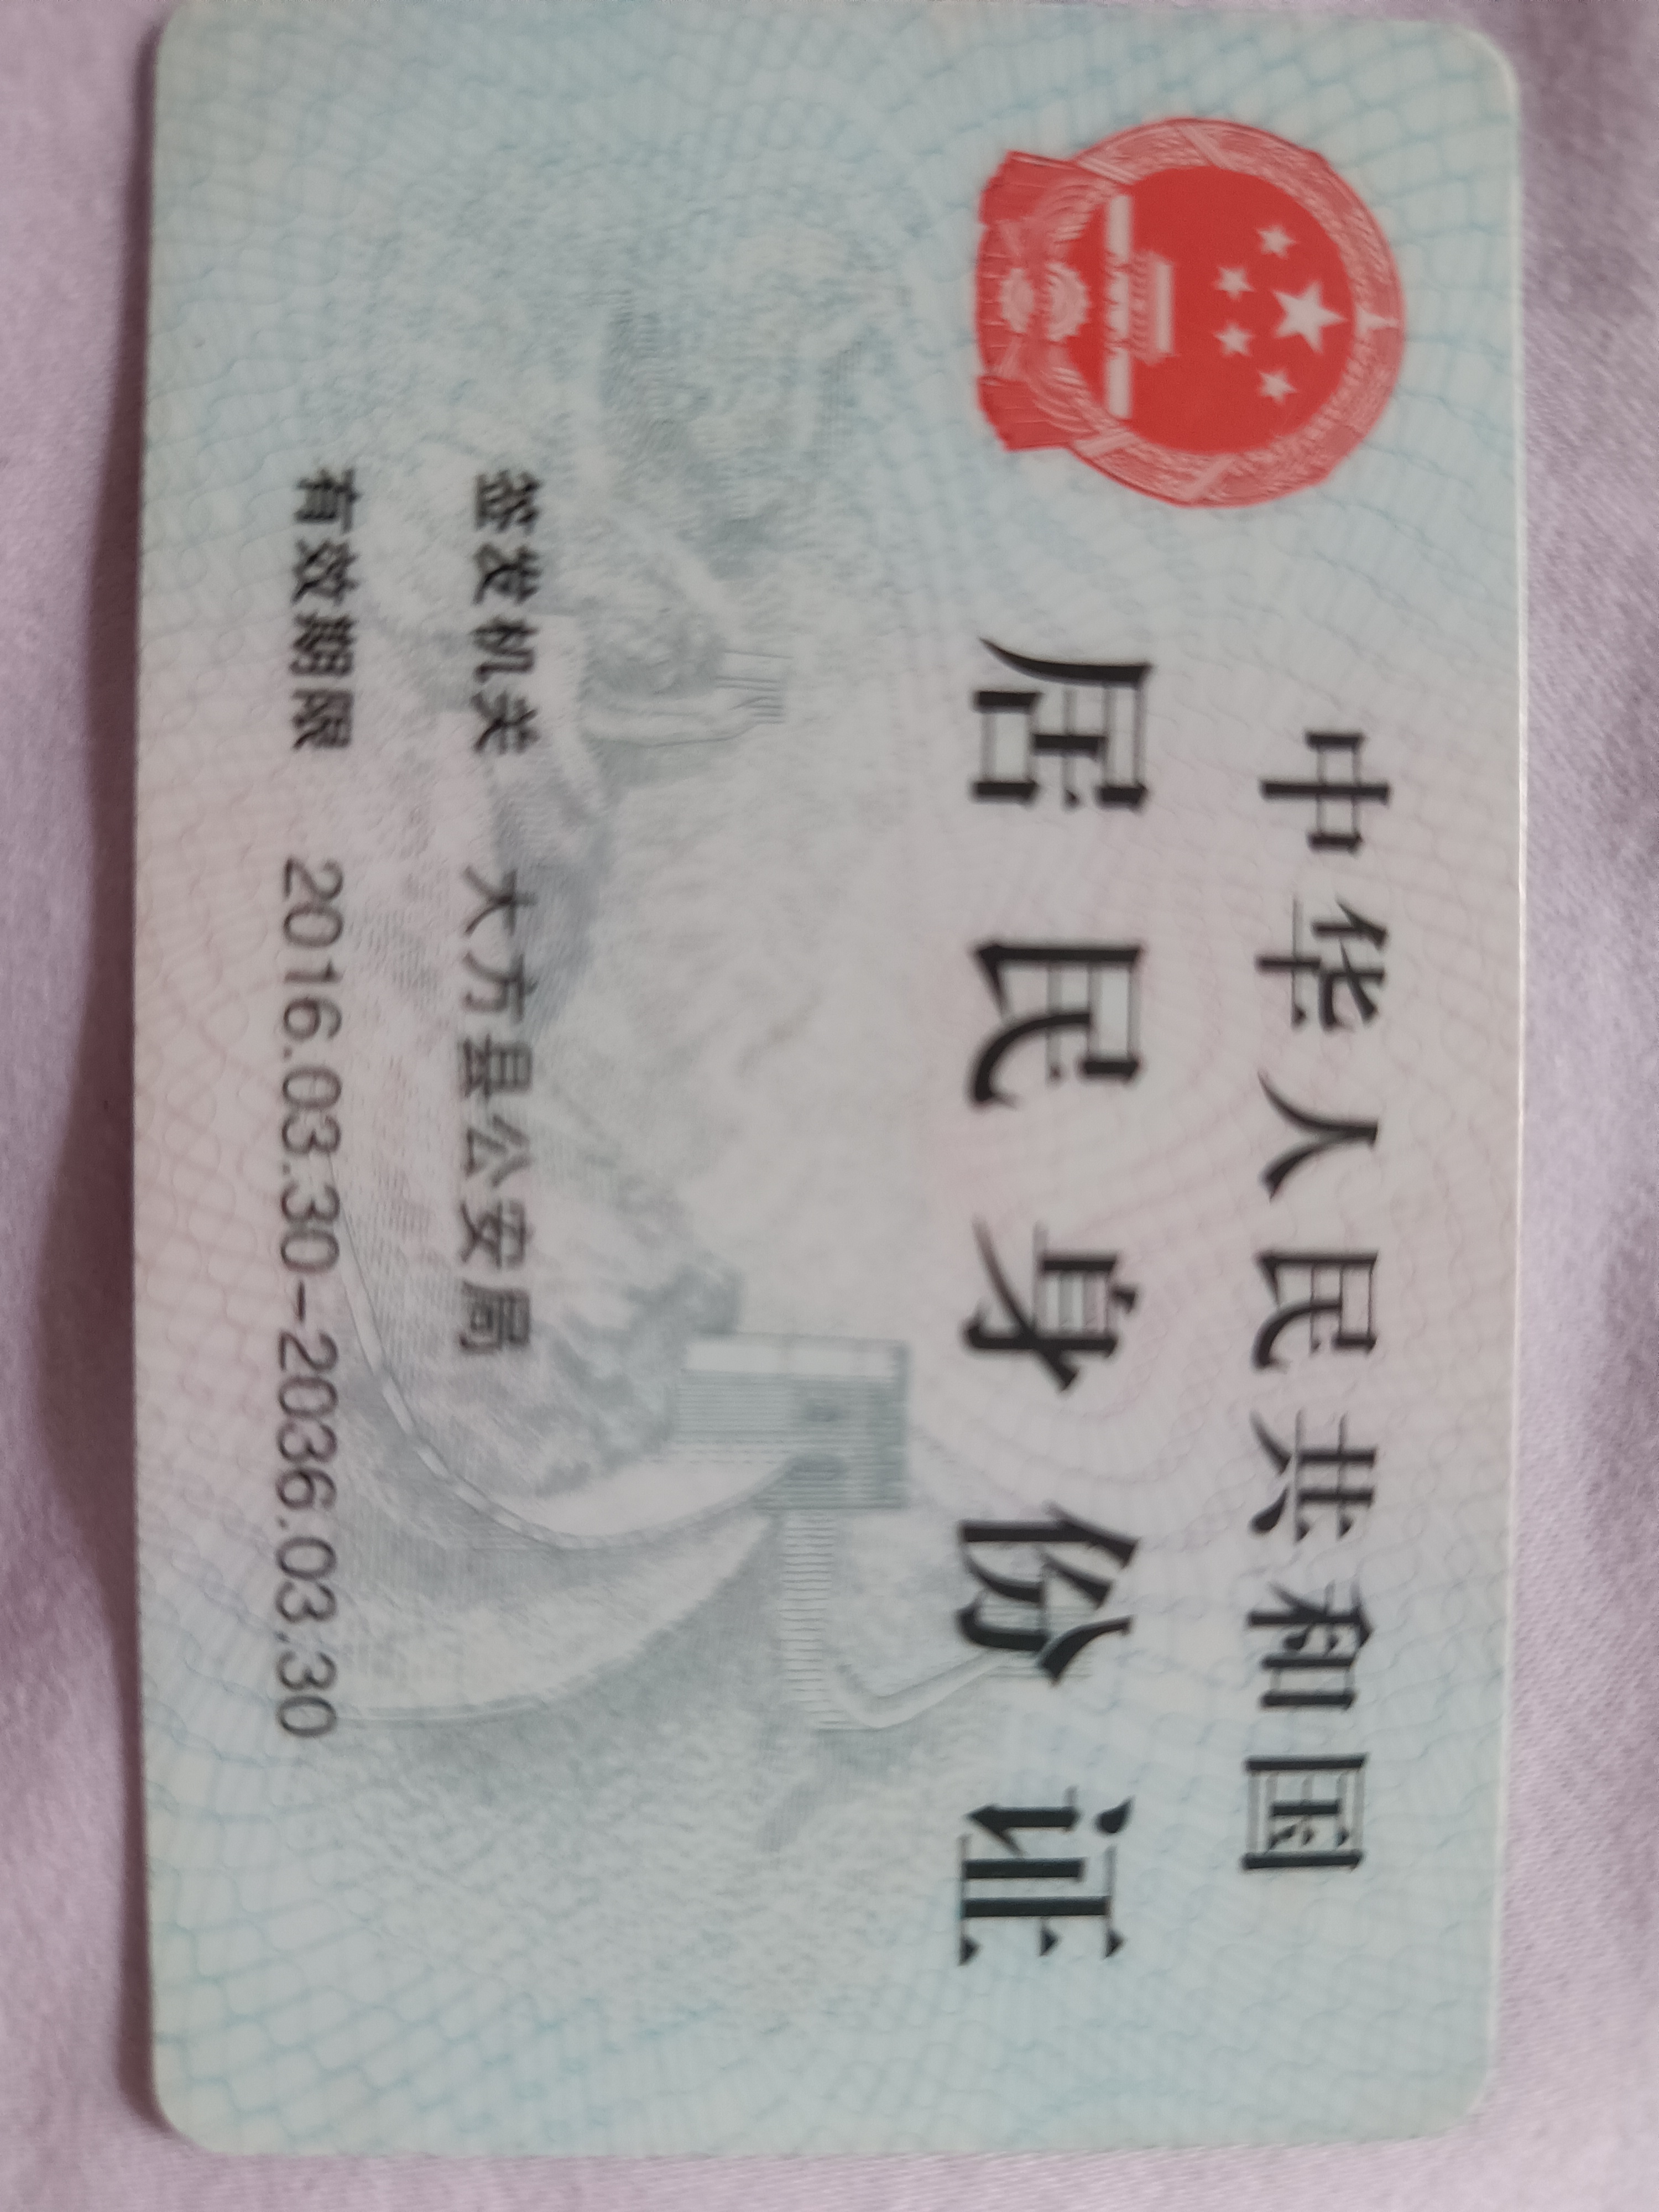 中华人民共和国
居民身份证
签发机关 大方县公安局
有效期限 2016.03.30-2036.03.30